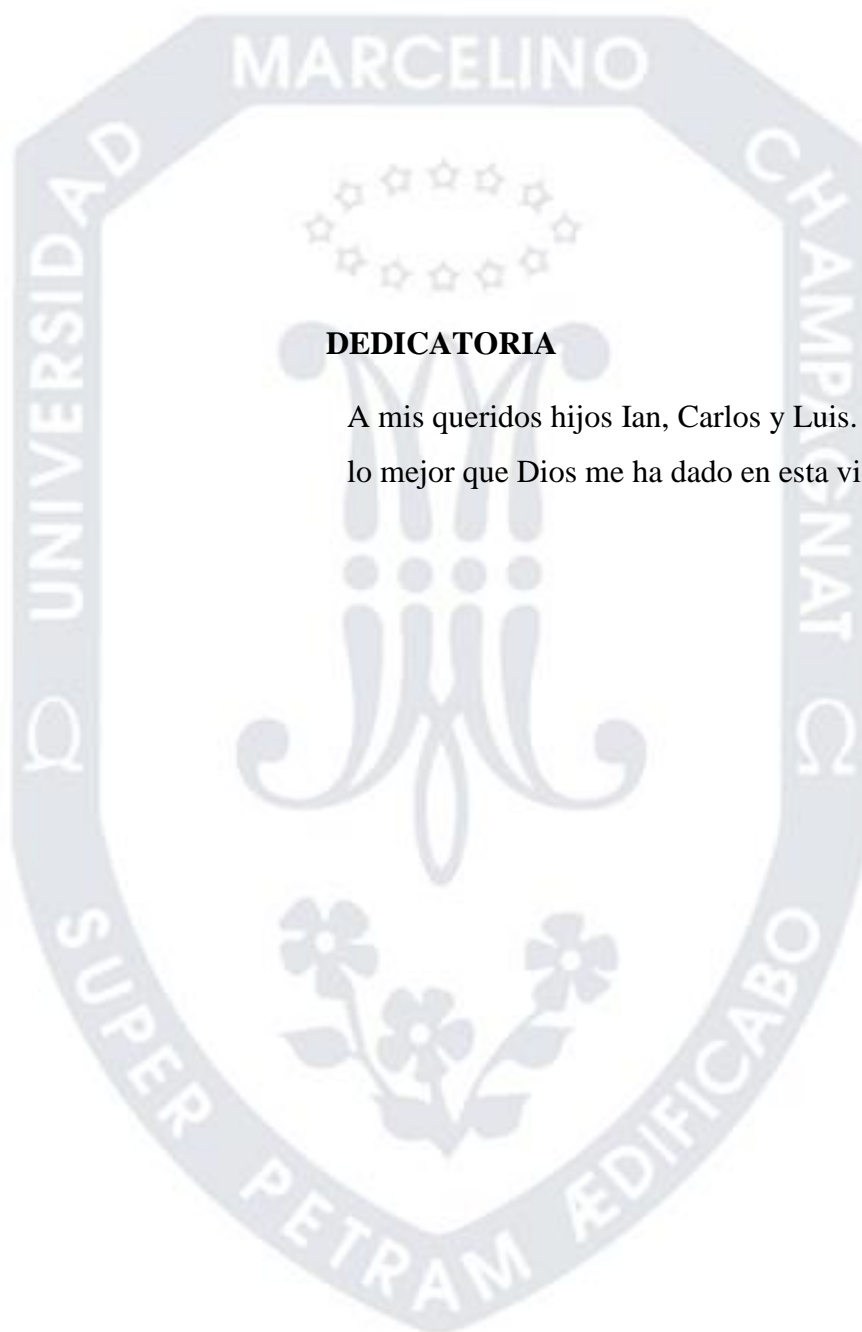 MARCELINO
UNIVERSIDAD
CHAMPAGNAT
DEDICATORIA
A mis queridos hijos Ian, Carlos y Luis.
lo mejor que Dios me ha dado en esta vi
Ω Ω
SUPER PETRAM ÆDIFICABO